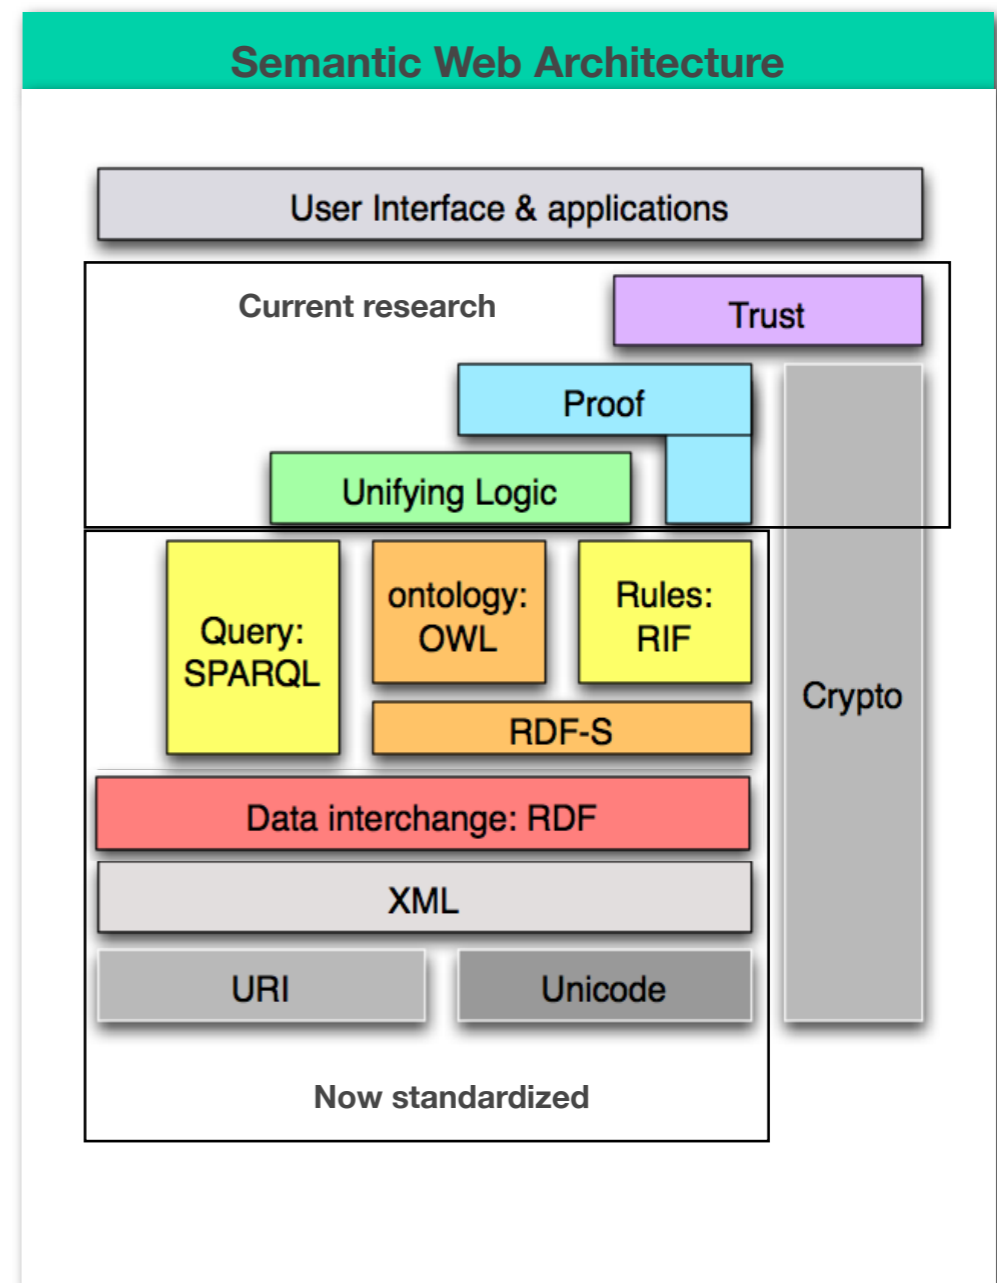 Semantic Web Architecture
User Interface & applications
Current research
Trust
Proof
Unifying Logic
Query:
SPARQL
ontology:
OWL
Rules:
RIF
Crypto
RDF-S
Data interchange: RDF
XML
URI
Unicode
Now standardized